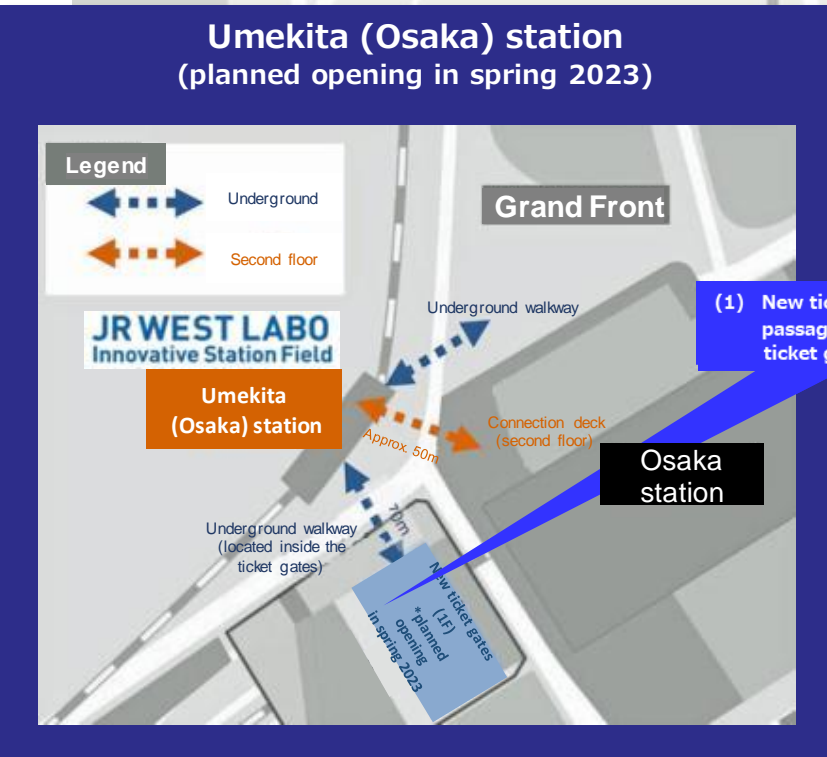 Umekita (Osaka) station
(planned opening in spring 2023)
Legend
Underground
Second floor
Grand Front
Underground walkway
(1) New tic
passag
ticket g
JR WEST LABO
Innovative Station Field
Umekita
(Osaka) station
Connection deck
(second floor)
Approx. 50m
Osaka
station
70m
Underground walkway
(located inside the
ticket gates)
New ticket gates
(1F)
*planned
opening
in spring 2023